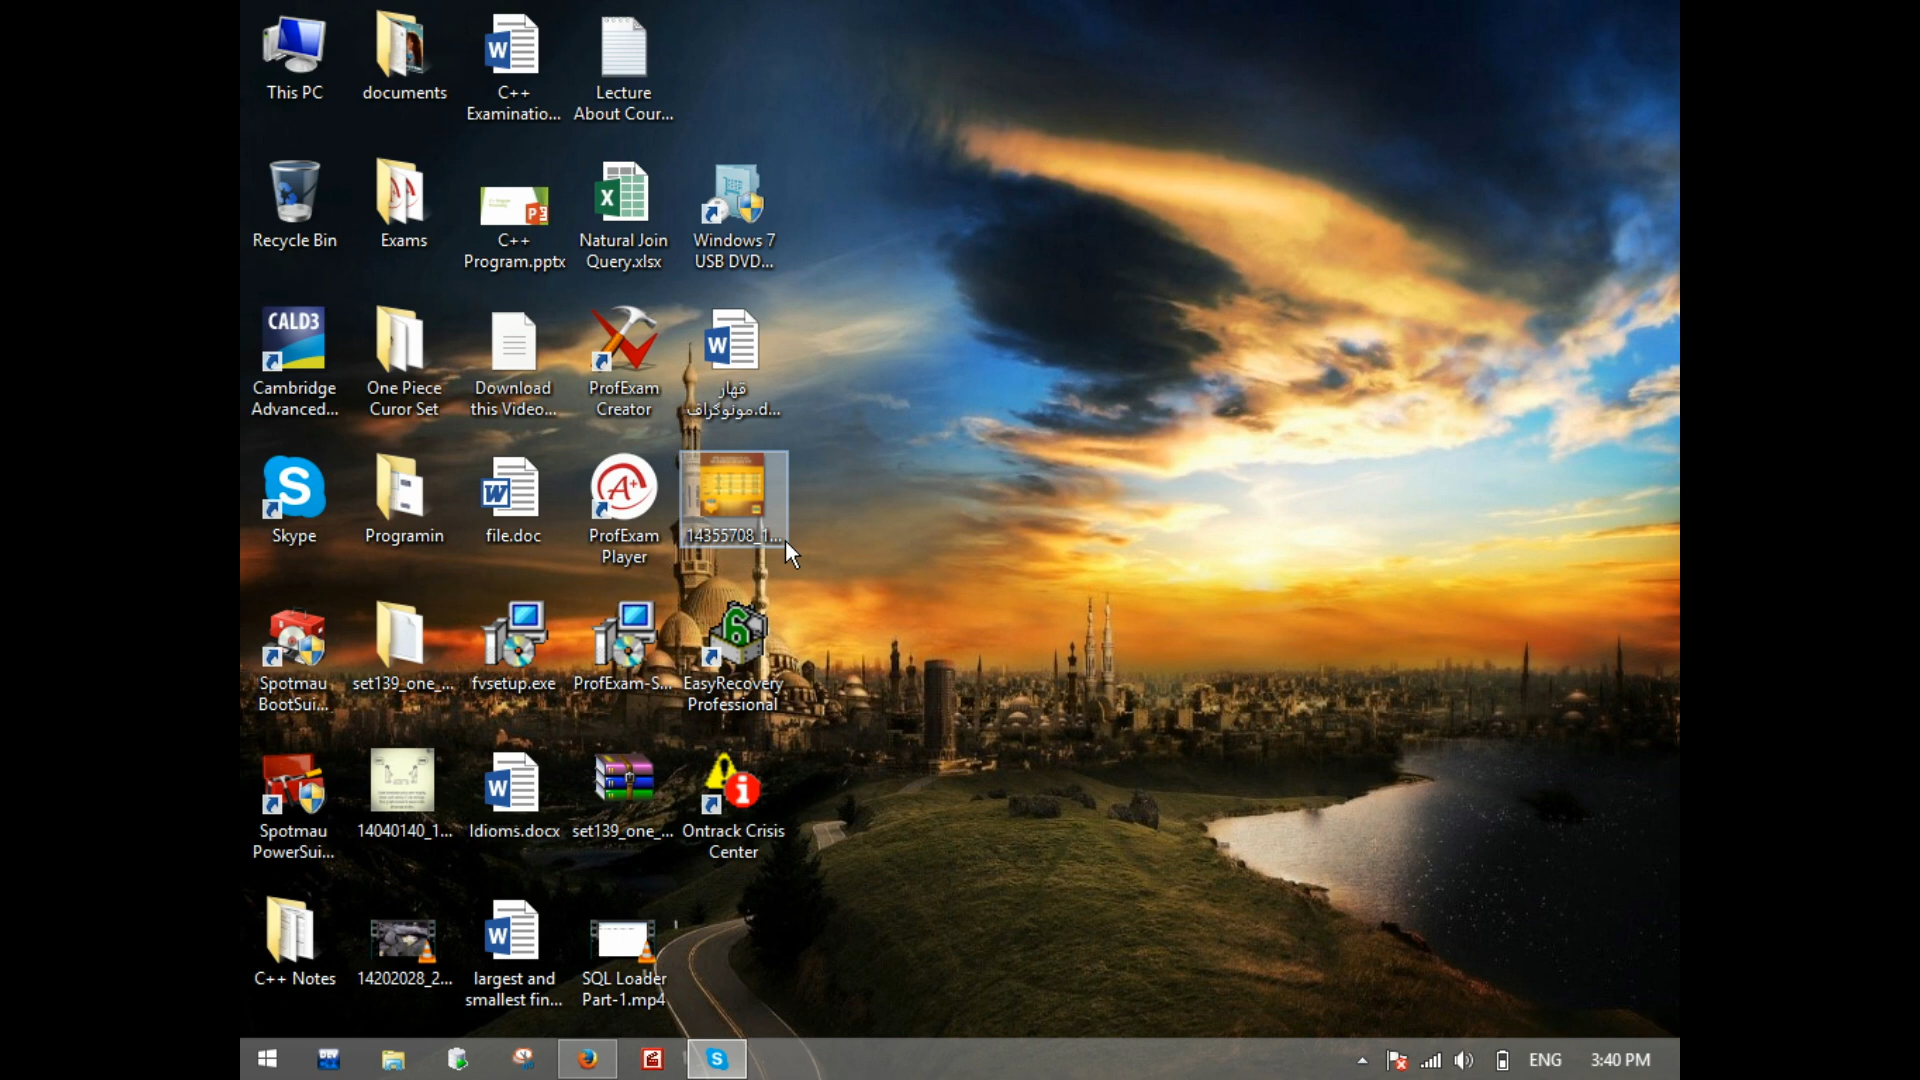 This PC
documents
C++
Examinatio...
Lecture
About Cour...
Recycle Bin
Exams
C++
Program.pptx
Natural Join
Query.xlsx
Windows 7
USB DVD...
CALD3
Cambridge
Advanced...
One Piece
Curor Set
Download
this Video...
ProfExam
Creator
قهار
مونوګراف.d...
Skype
Programin
file.doc
ProfExam
Player
14355708_1...
Spotmau
BootSui...
set139_one_...
fvsetup.exe
ProfExam-S...
EasyRecovery
Professional
Spotmau
PowerSui...
14040140_1...
Idioms.docx
set139_one_...
Ontrack Crisis
Center
C++ Notes
14202028_2...
largest and
smallest fin...
SQL Loader
Part-1.mp4
DEV
ENG
3:40 PM